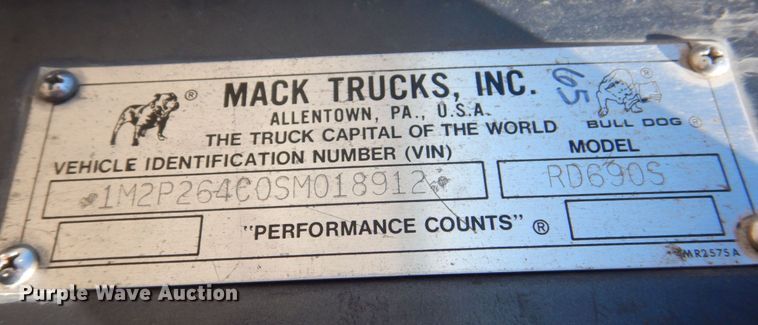 MACK TRUCKS, INC.
ALLENTOWN, PA., U.S.A.
THE TRUCK CAPITAL OF THE WORLD
65
BULL DOG ®
®
VEHICLE IDENTIFICATION NUMBER (VIN)
MODEL
1M2P264C0SM018912
RD690S
"PERFORMANCE COUNTS" ®
MR2575A
Purple Wave Auction